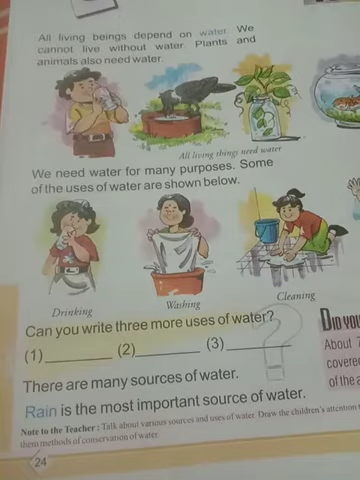 All living beings depend on water. We
cannot live without water. Plants and
animals also need water.
All living things need water
We need water for many purposes. Some
of the uses of water are shown below.
Drinking
Washing
Cleaning
Can you write three more uses of water?
(1)__________ (2)__________ (3)__________
There are many sources of water.
Rain is the most important source of water.
DID YOU
About
covere
of the
Note to the Teacher : Talk about various sources and uses of water. Draw the children's attention
them methods of conservation of water.
24